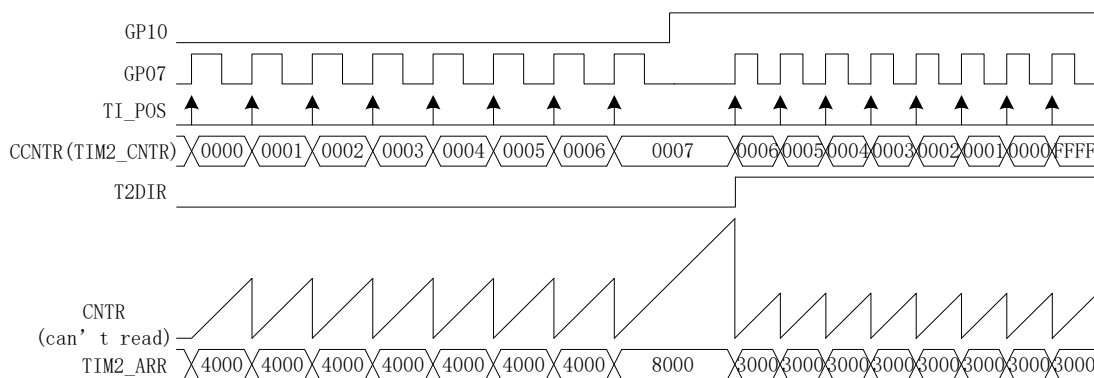 GP10
GP07
TI_POS
CCNTR(TIM2_CNTR) 0000 0001 0002 0003 0004 0005 0006 0007 0006 0005 0004 0003 0002 0001 0000 FFFF
T2DIR
CNTR
(can't read)
TIM2_ARR 4000 4000 4000 4000 4000 4000 4000 8000 3000 3000 3000 3000 3000 3000 3000 3000